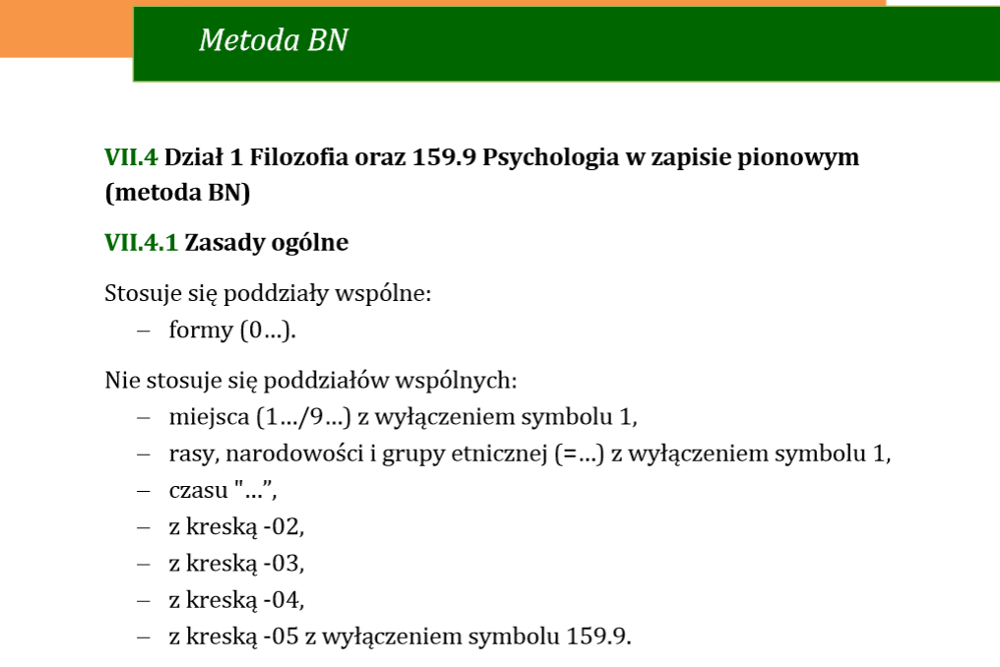 Metoda BN
VII.4 Dział 1 Filozofia oraz 159.9 Psychologia w zapisie pionowym
(metoda BN)
VII.4.1 Zasady ogólne
Stosuje się poddziały wspólne:
– formy (0…).
Nie stosuje się poddziałów wspólnych:
– miejsca (1…/9…) z wyłączeniem symbolu 1,
– rasy, narodowości i grupy etnicznej (=…) z wyłączeniem symbolu 1,
– czasu "…”,
– z kreską -02,
– z kreską -03,
– z kreską -04,
– z kreską -05 z wyłączeniem symbolu 159.9.